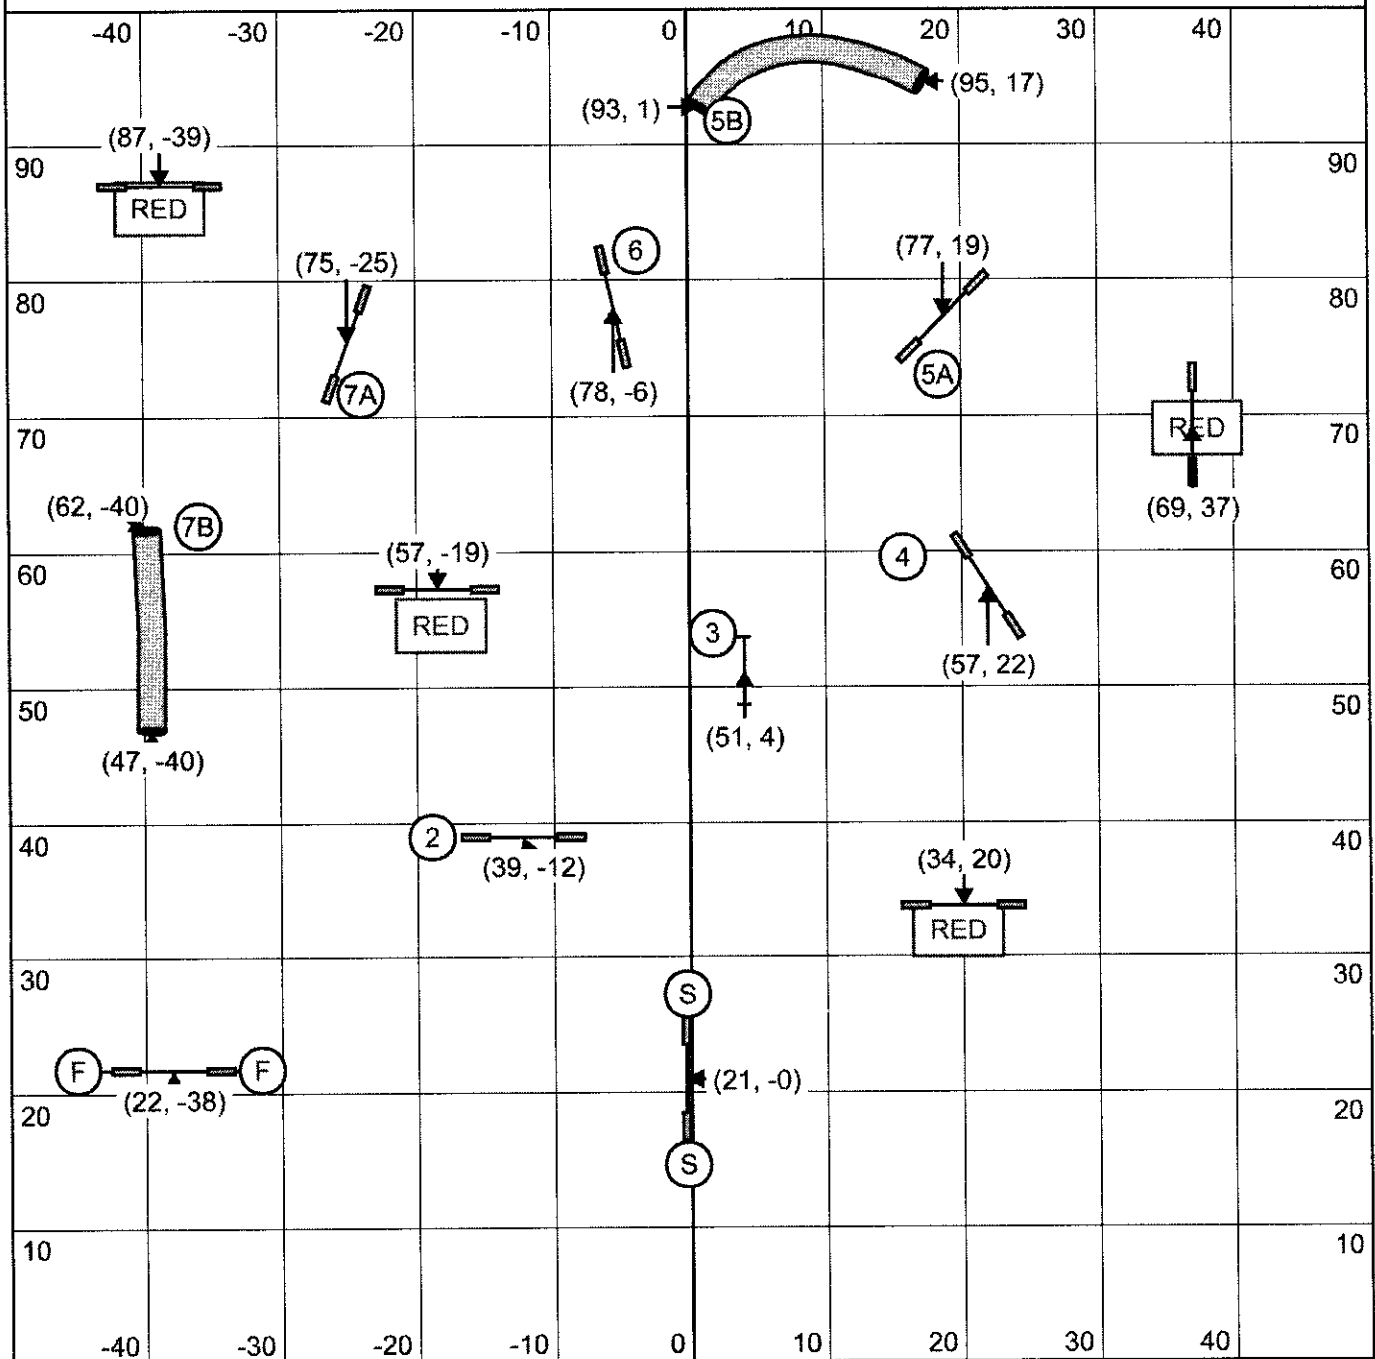 -40 -30 -20 -10 0 10 20 30 40
(95, 17)
(93, 1)
5B
(87, -39)
90 90
RED
6
(77, 19)
(75, -25)
80 80
7A
(78, -6)
5A
70 RED 70
(62, -40)
7B
(69, 37)
(57, -19)
4
60 60
RED
3
(57, 22)
50 50
(51, 4)
(47, -40)
2
40 40
(39, -12)
(34, 20)
RED
30 30
S
F F
(21, -0)
(22, -38)
20 20
S
10 10
-40 -30 -20 -10 0 10 20 30 40